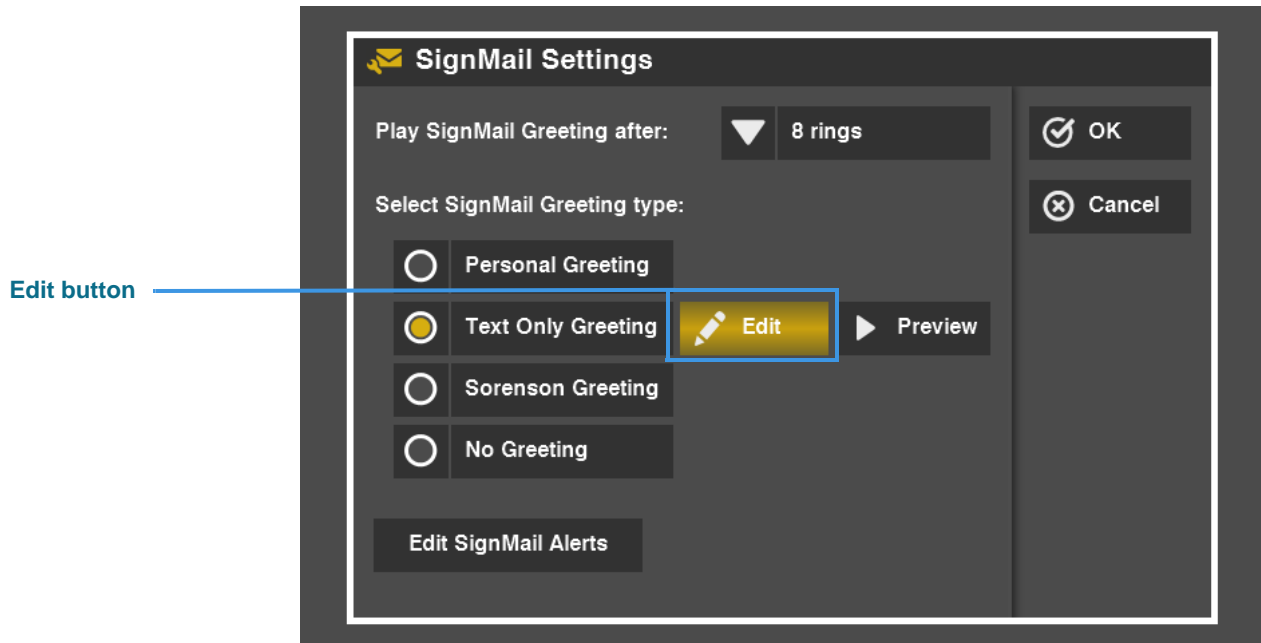 SignMail Settings
Play SignMail Greeting after: 8 rings
OK
Select SignMail Greeting type:
Cancel
Personal Greeting
Edit button
Text Only Greeting Edit Preview
Sorenson Greeting
No Greeting
Edit SignMail Alerts